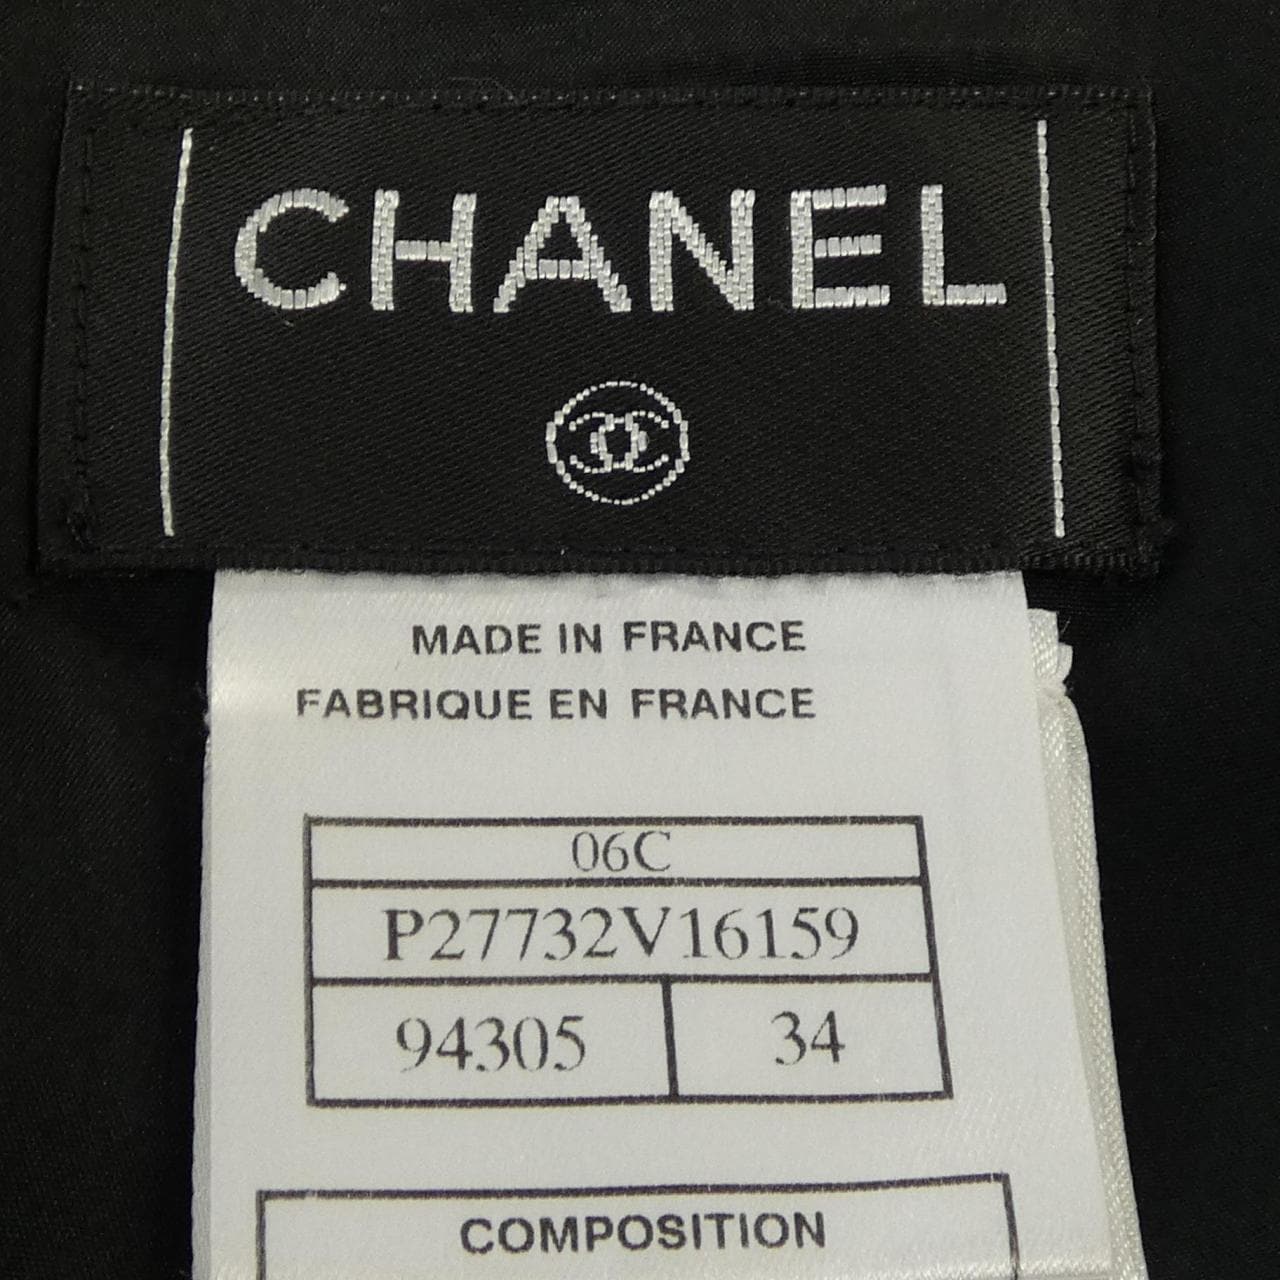 CHANEL
MADE IN FRANCE
FABRIQUE EN FRANCE
06C
P27732V16159
94305 34
COMPOSITION